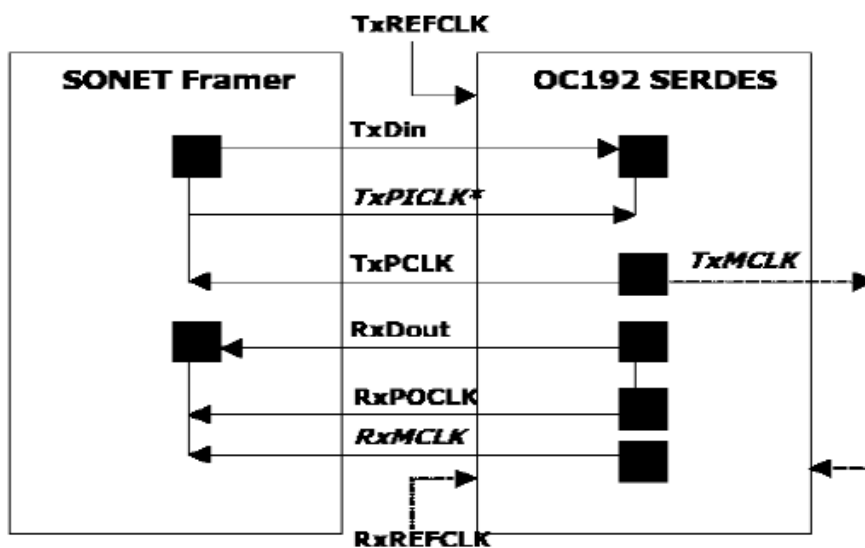 TxREFCLK
SONET Framer
OC192 SERDES
TxDin
TxPICLK*
TxPCLK
TxMCLK
RxDout
RxPOCLK
RxMCLK
RxREFCLK